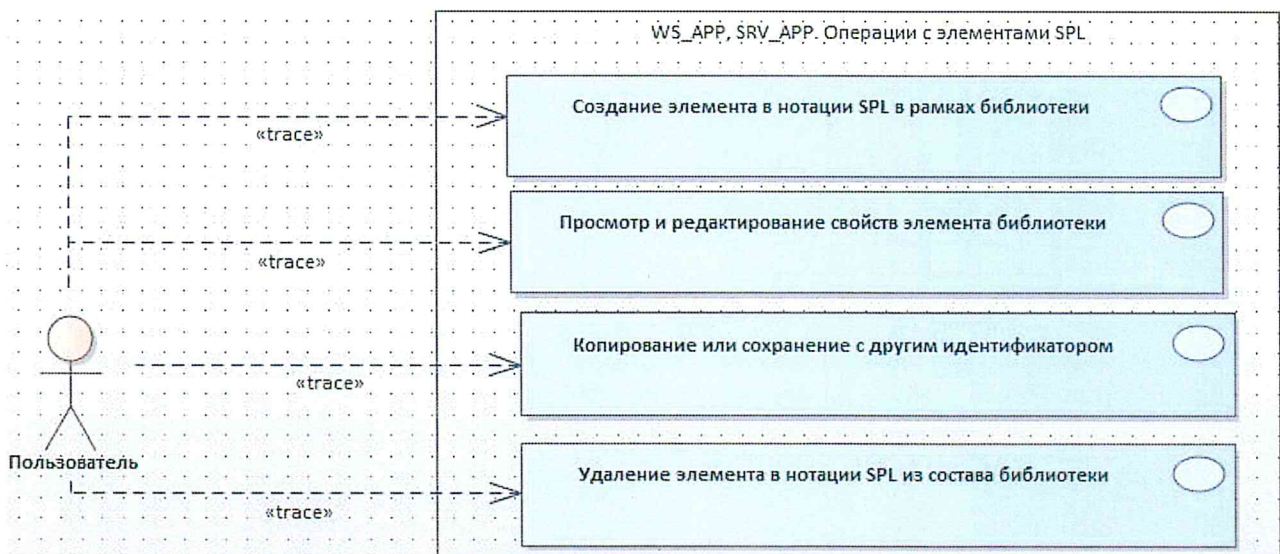 WS_APP, SRV_APP. Операции с элементами SPL
Создание элемента в нотации SPL в рамках библиотеки
«trace»
Просмотр и редактирование свойств элемента библиотеки
«trace»
Копирование или сохранение с другим идентификатором
«trace»
Пользователь
Удаление элемента в нотации SPL из состава библиотеки
«trace»